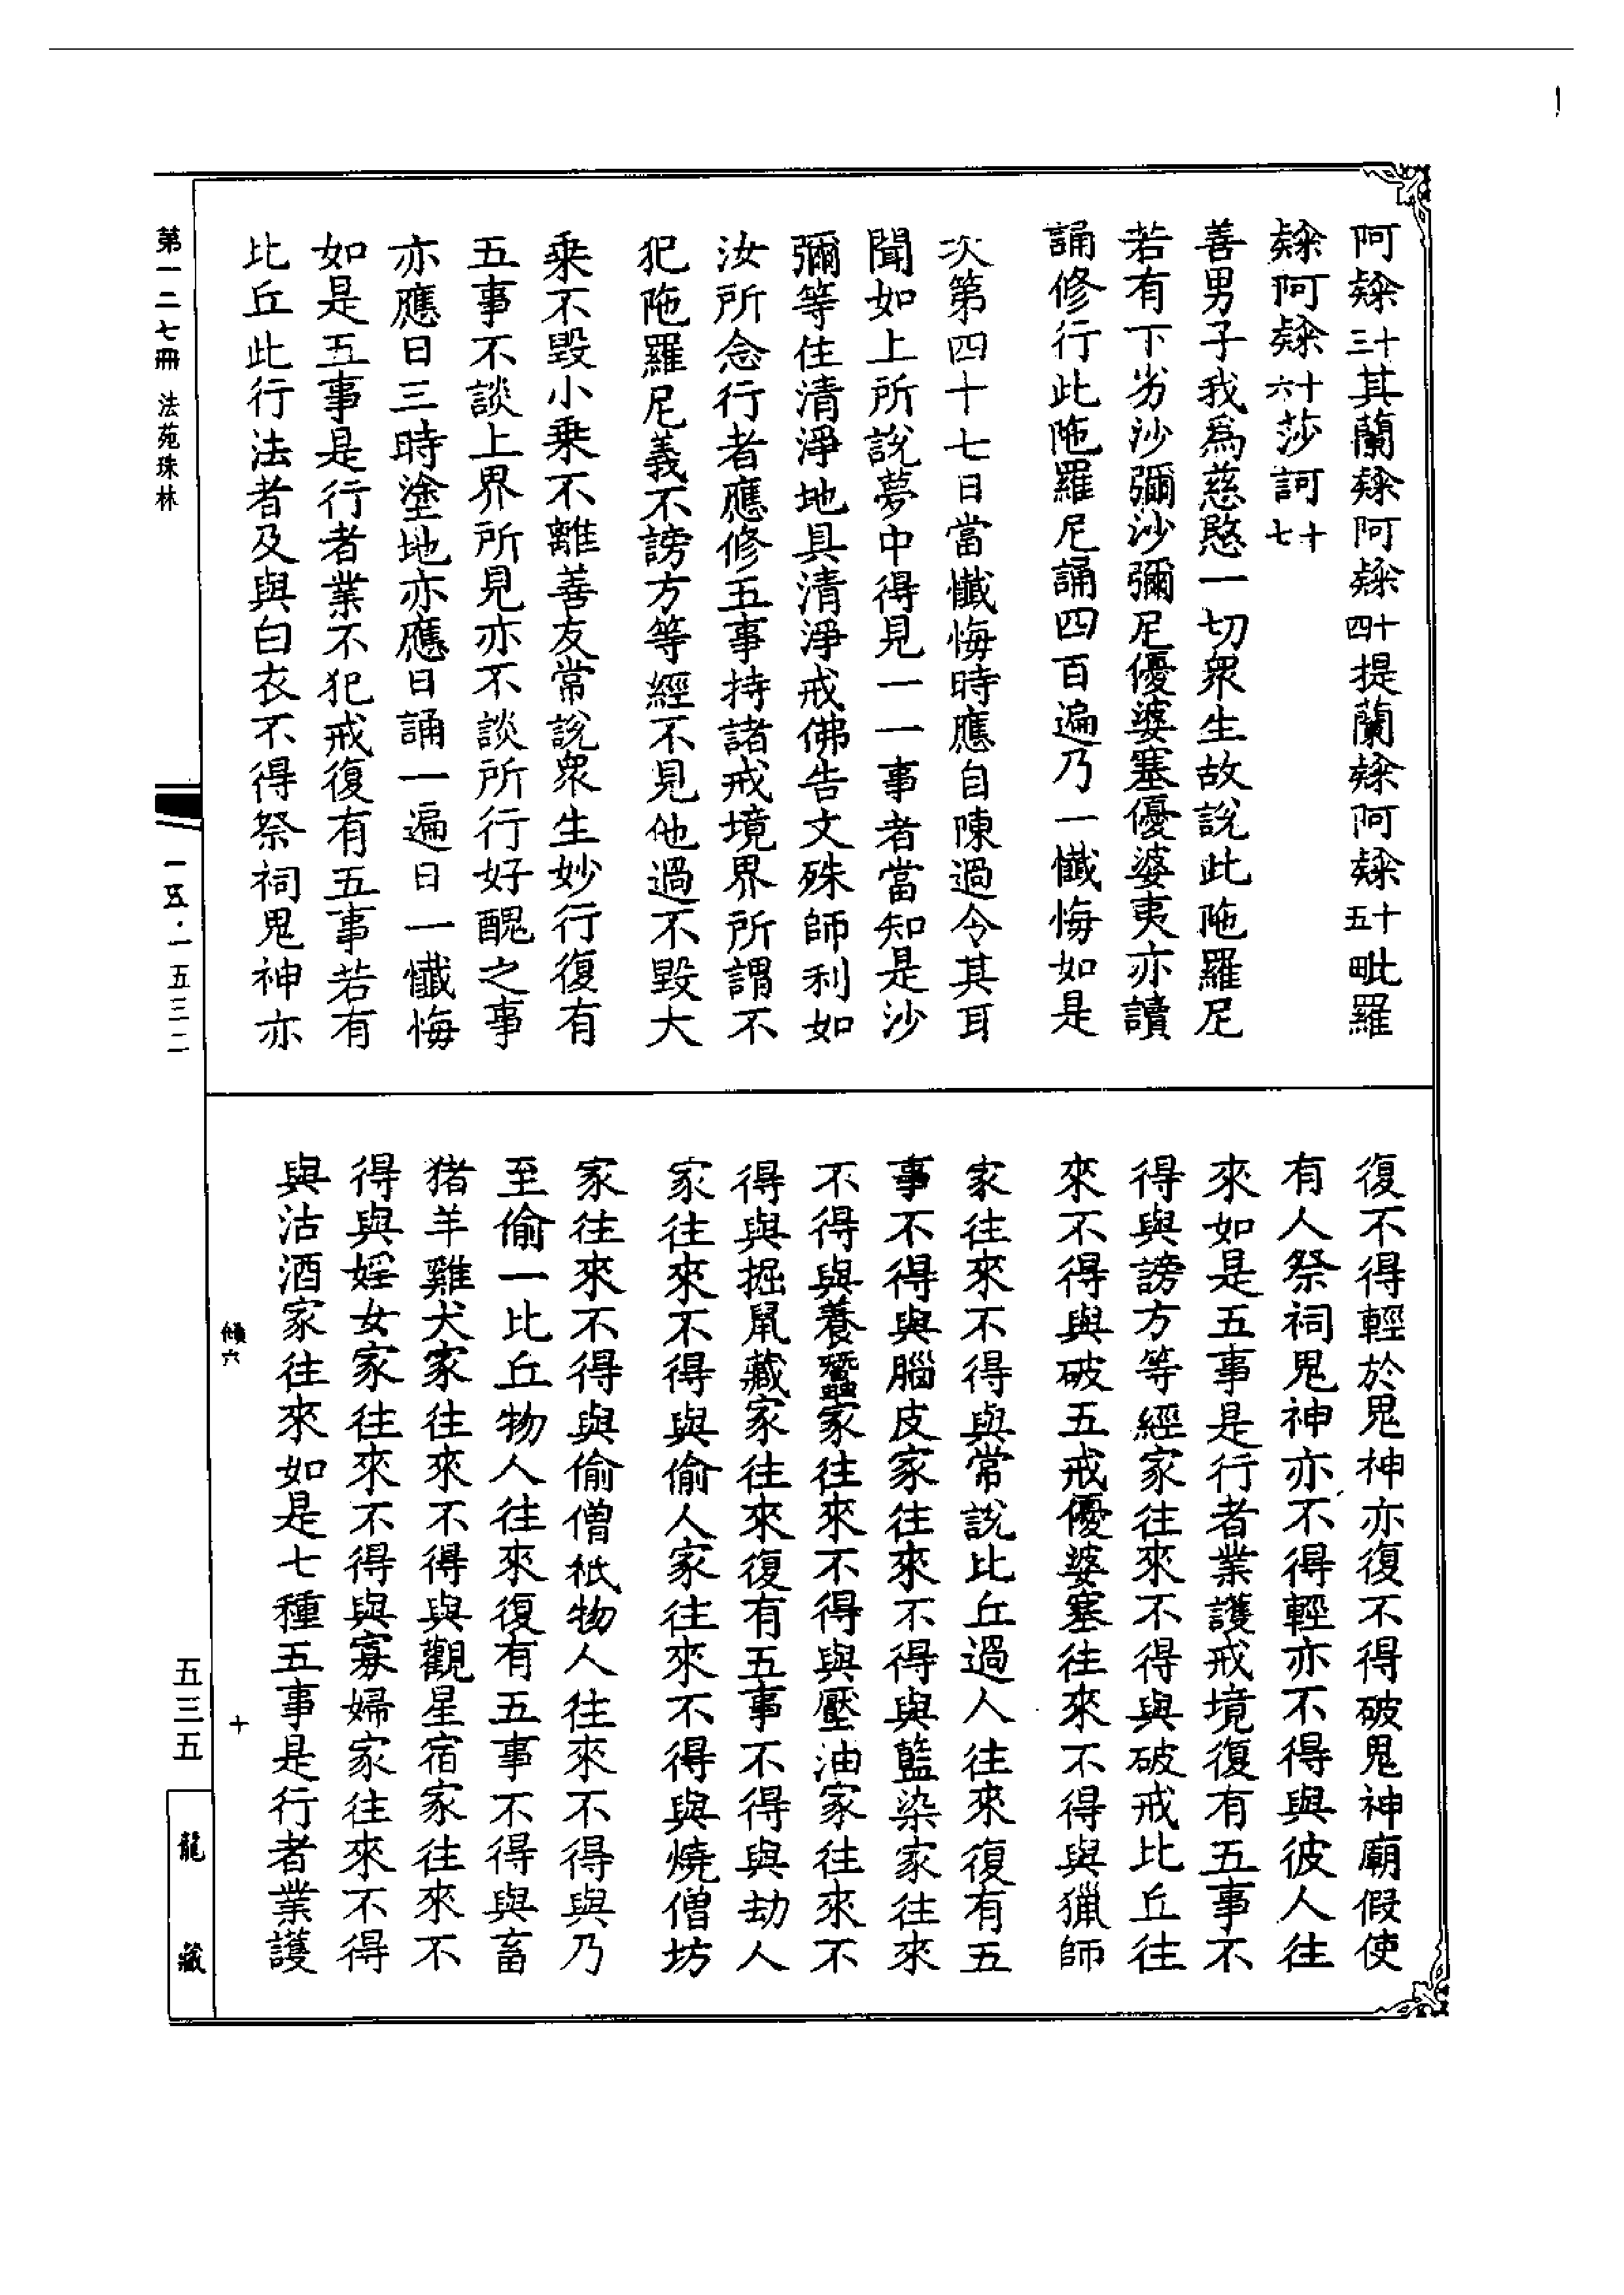 阿㸦三十其蘭㸦阿㸦四十提蘭㸦阿㸦五十毗羅
㸦阿㸦六十莎訶七十
善男子我為慈愍一切眾生故說此陁羅尼
若有下劣沙彌沙彌尼優婆塞優婆夷亦讀
誦修行此陁羅尼誦四百遍乃一懺悔如是
次第四十七日當懺悔時應自陳過令其耳
聞如上所說夢中得見一一事者當知是沙
彌等住清淨地具清淨戒佛告文殊師利如
汝所念行者應修五事持諸戒境界所謂不
犯陁羅尼義不謗方等經不見他過不毀大
乘不毀小乘不離善友常說眾生妙行復有
五事不談上界所見亦不談所行好醜之事
亦應日三時塗地亦應日誦一遍日一懺悔
如是五事是行者業不犯戒復有五事若有
比丘此行法者及與白衣不得祭祠鬼神亦
復不得輕於鬼神亦復不得破鬼神廟假使
有人祭祠鬼神亦不得輕亦不得與彼人往
來如是五事是行者業護戒境復有五事不
得與謗方等經家往來不得與破戒比丘往
來不得與破五戒優婆塞往來不得與獵師
家往來不得與常說比丘過人往來復有五
事不得與腦皮家往來不得與藍染家往來
不得與養蠶家往來不得與壓油家往來不
得與掘鼠藏家往來復有五事不得與劫人
家往來不得與偷人家往來不得與燒僧坊
家往來不得與偷僧祇物人往來不得與乃
至偷一比丘物人往來復有五事不得與畜
猪羊雞犬家往來不得與觀星宿家往來不
得與婬女家往來不得與寡婦家往來不得
與沽酒家往來如是七種五事是行者業護
第一二七冊 法苑珠林
一五·一五三二
傾六
十
五三五
龍藏